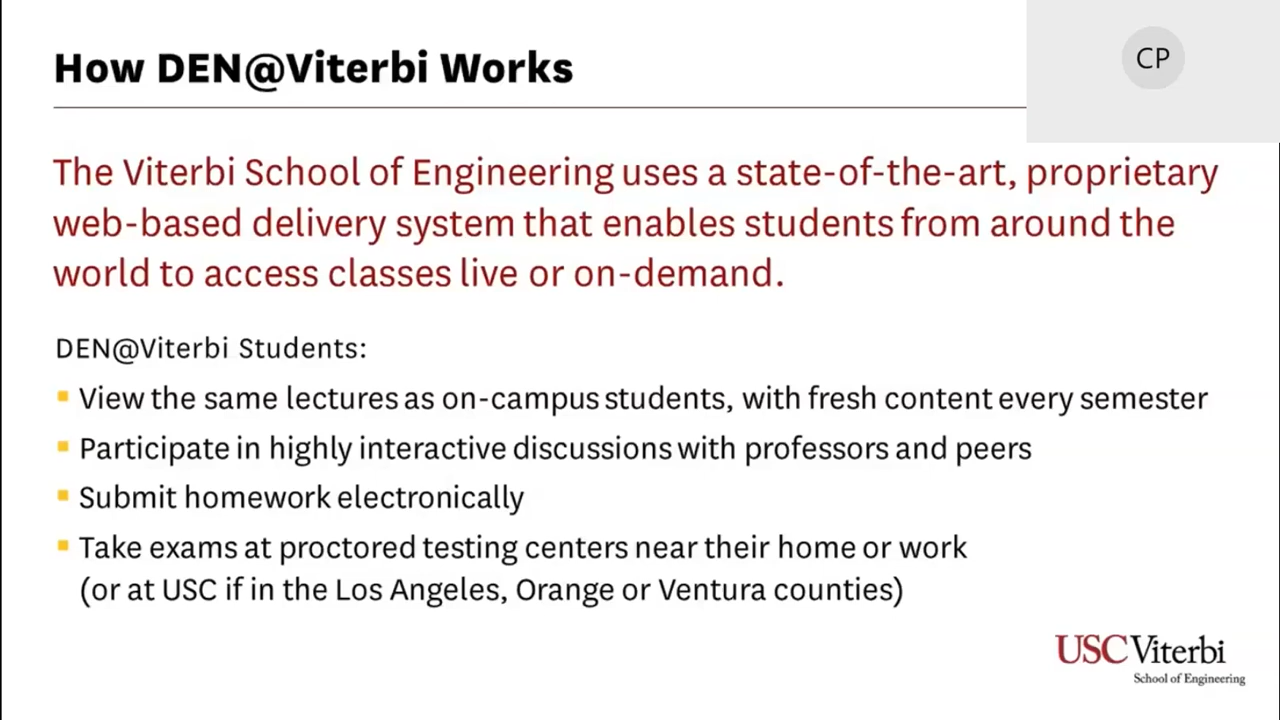 How DEN@Viterbi Works
CP
The Viterbi School of Engineering uses a state-of-the-art, proprietary
web-based delivery system that enables students from around the
world to access classes live or on-demand.
DEN@Viterbi Students:
View the same lectures as on-campus students, with fresh content every semester
Participate in highly interactive discussions with professors and peers
Submit homework electronically
Take exams at proctored testing centers near their home or work
(or at USC if in the Los Angeles, Orange or Ventura counties)
USC Viterbi
School of Engineering